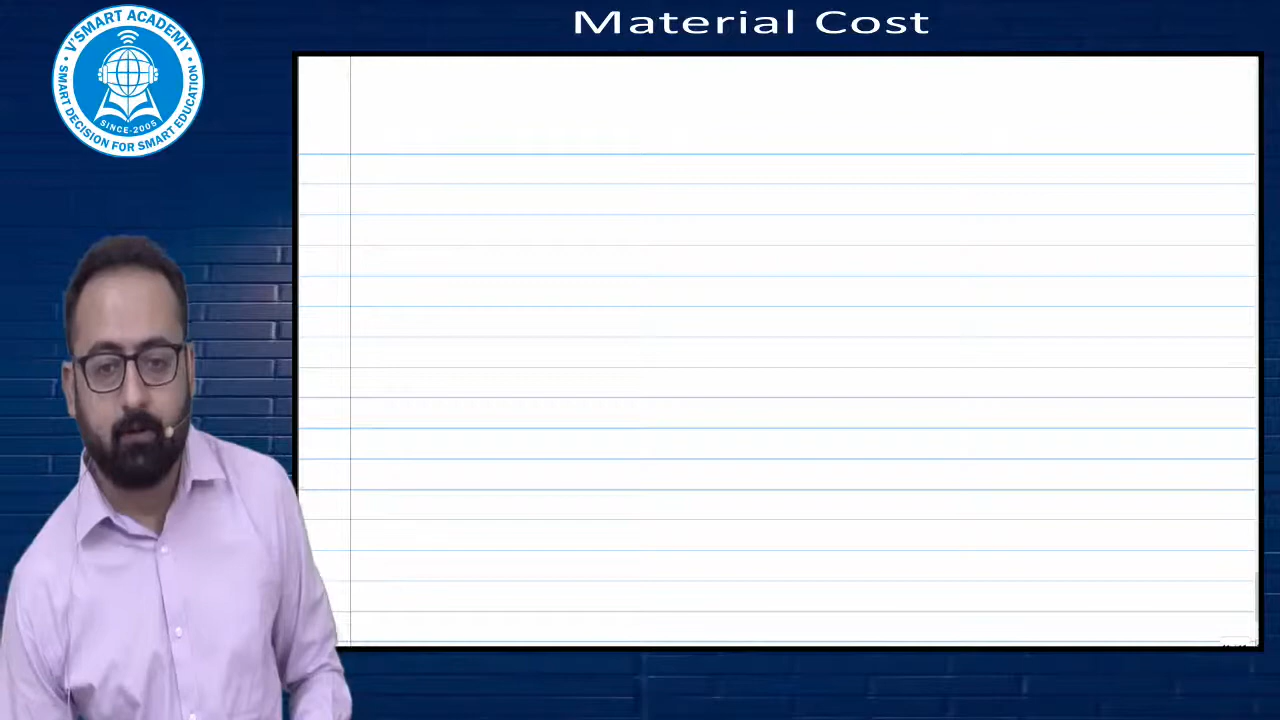 Material Cost
V'SMART ACADEMY
SMART DECISION FOR SMART EDUCATION
SINCE-2005